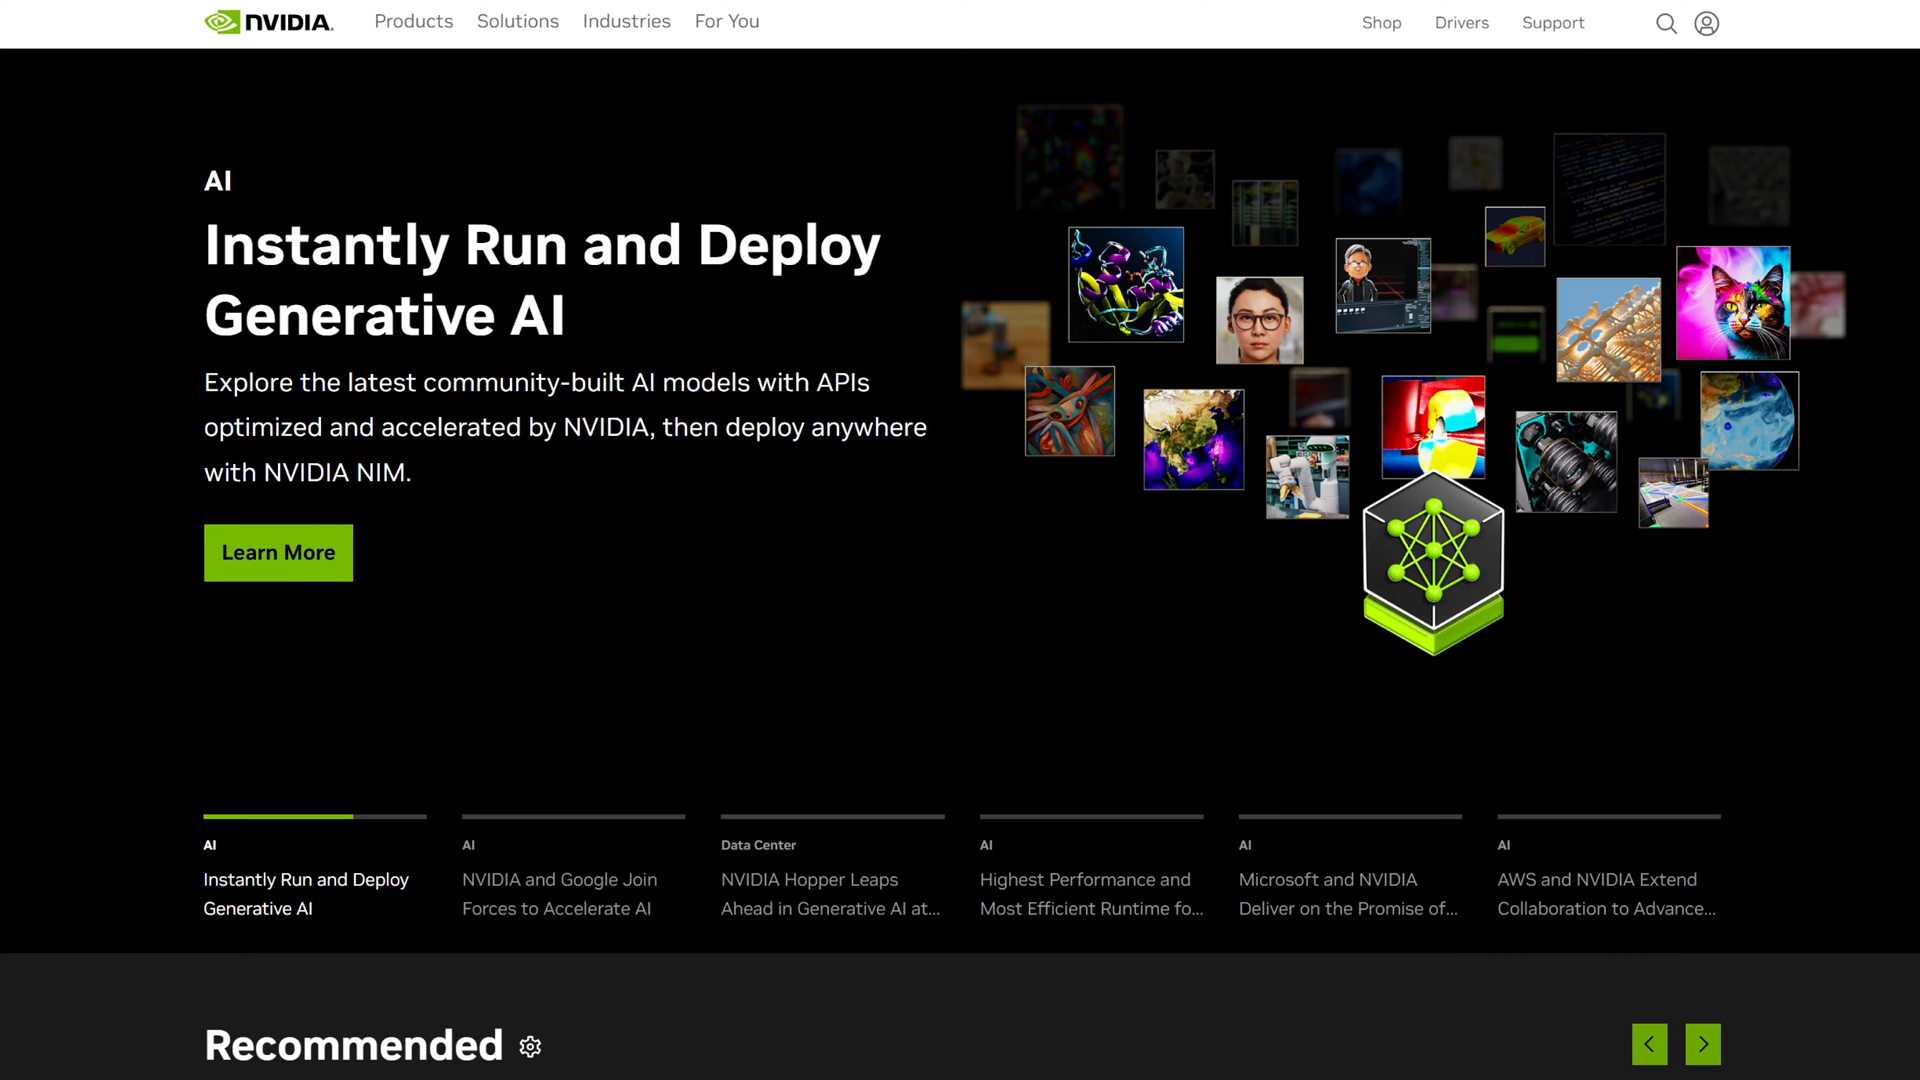 NVIDIA.
Products
Solutions
Industries
For You
Shop
Drivers
Support
AI
Instantly Run and Deploy
Generative AI
Explore the latest community-built AI models with APIs
optimized and accelerated by NVIDIA, then deploy anywhere
with NVIDIA NIM.
Learn More
AI
Instantly Run and Deploy
Generative AI
AI
NVIDIA and Google Join
Forces to Accelerate AI
Data Center
NVIDIA Hopper Leaps
Ahead in Generative AI at...
AI
Highest Performance and
Most Efficient Runtime fo...
AI
Microsoft and NVIDIA
Deliver on the Promise of...
AI
AWS and NVIDIA Extend
Collaboration to Advance...
Recommended